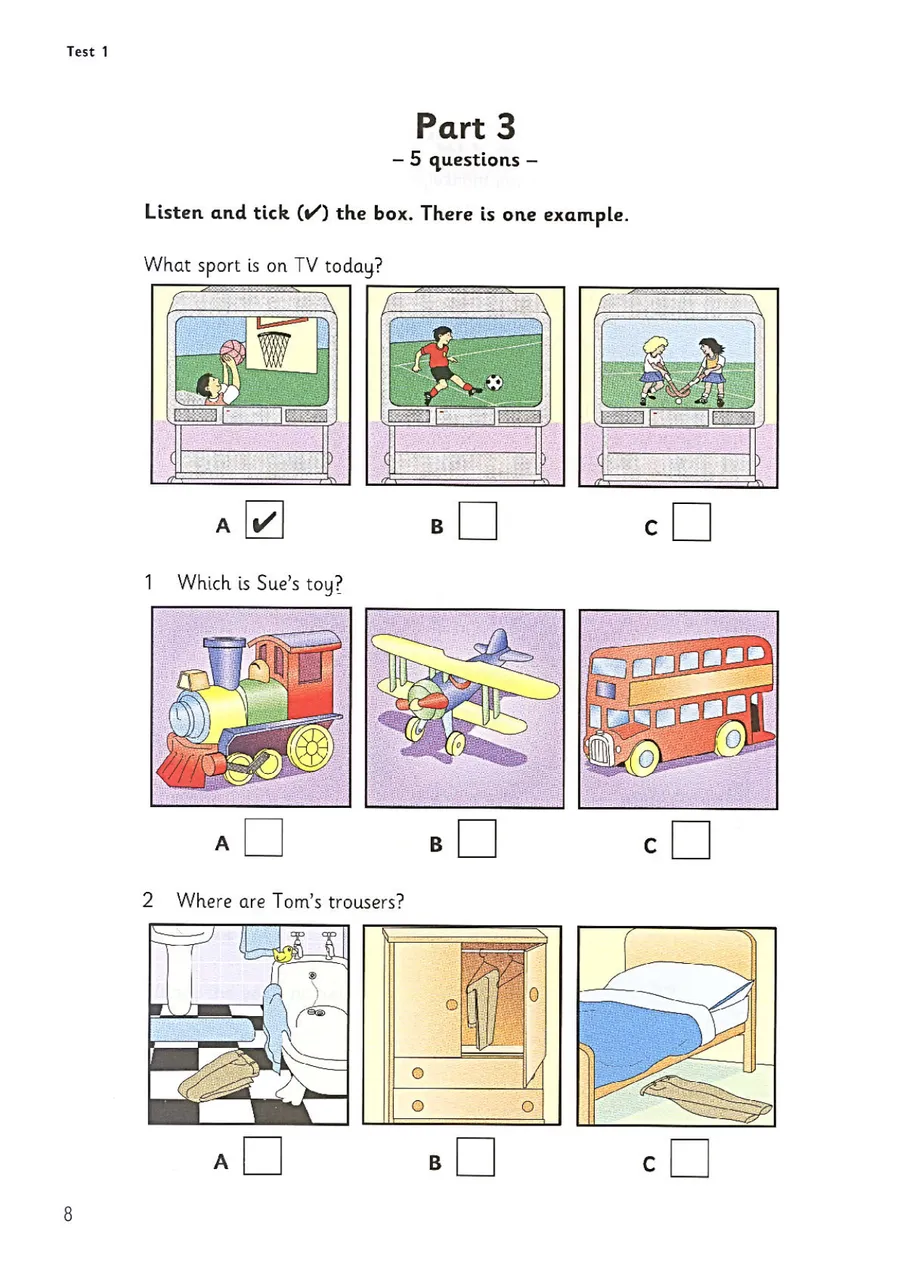 Test 1
Part 3
– 5 questions –
Listen and tick (✔) the box. There is one example.
What sport is on TV today?
A ✔ B C
1 Which is Sue's toy?
A B C
2 Where are Tom's trousers?
A B C
8